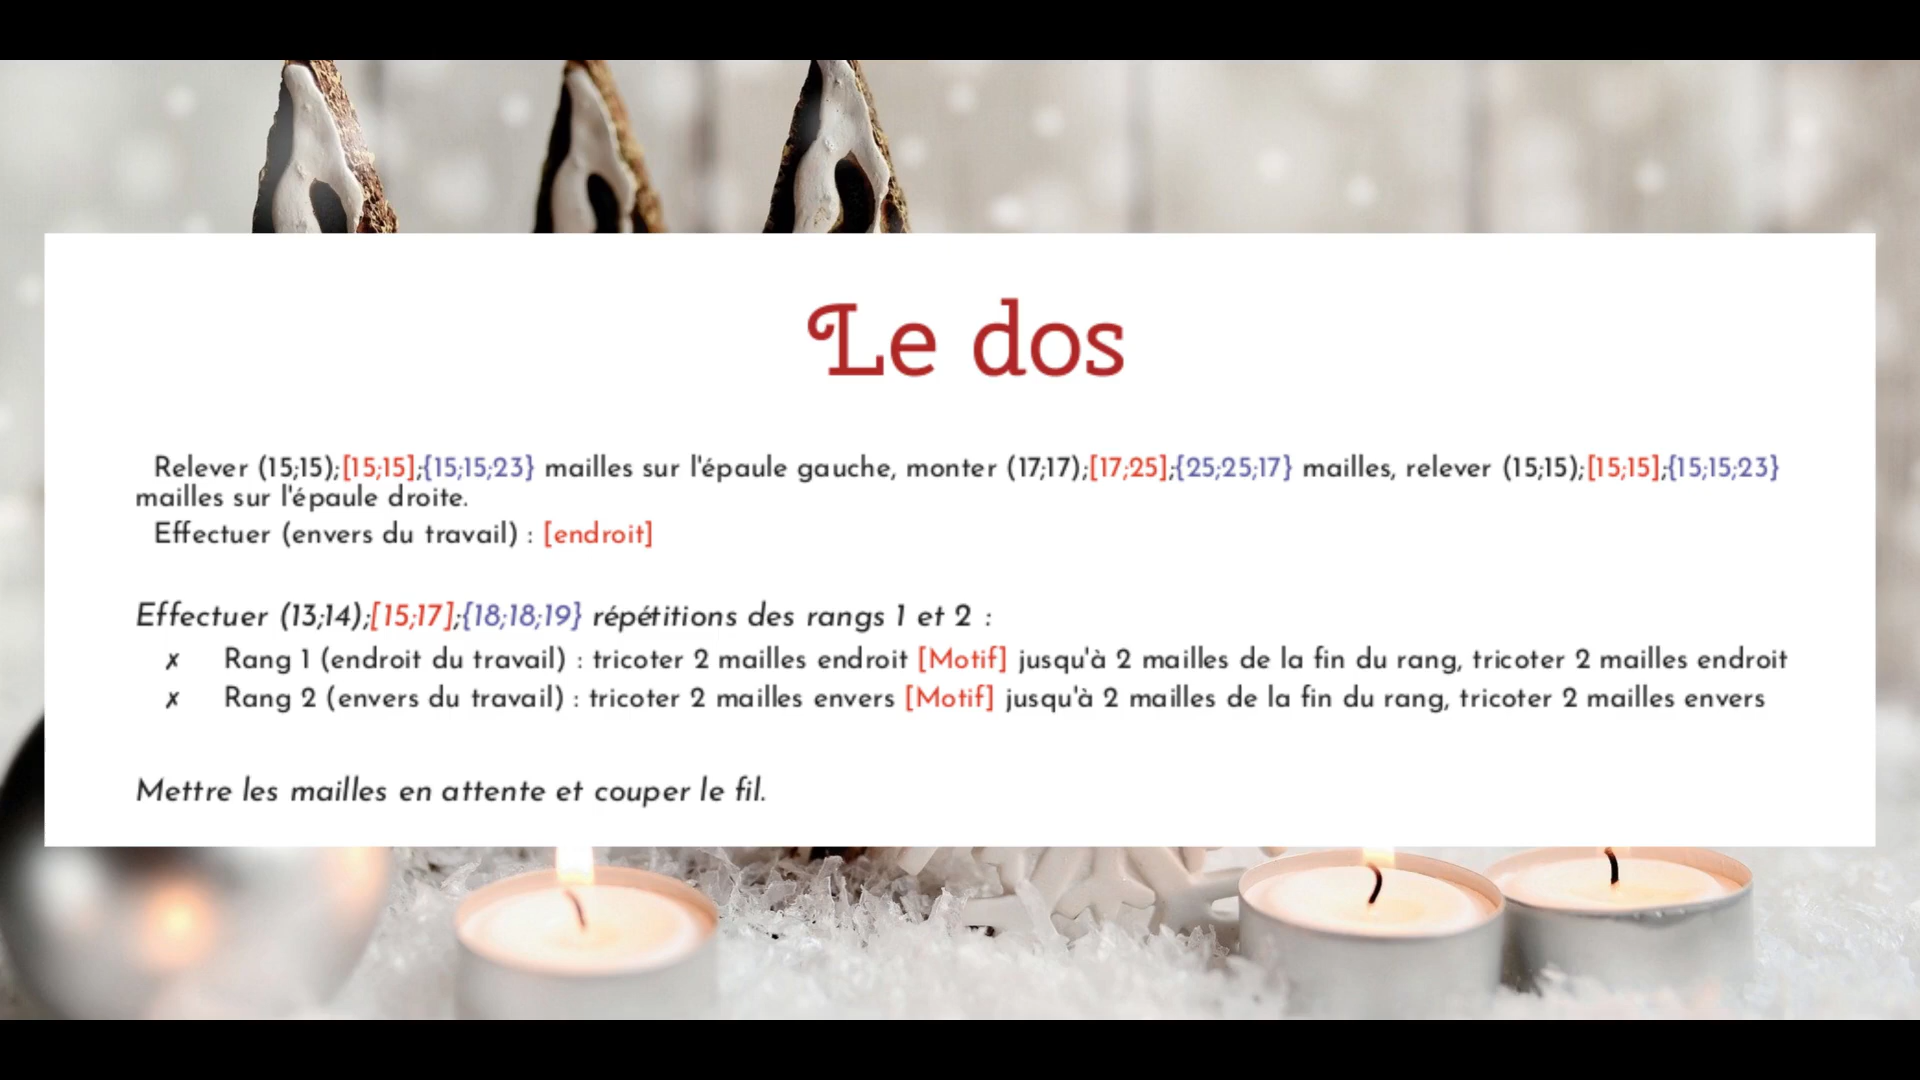 Le dos
Relever (15;15);[15;15];{15;15;23} mailles sur l'épaule gauche, monter (17;17);[17;25];{25;25;17} mailles, relever (15;15);[15;15];{15;15;23}
mailles sur l'épaule droite.
Effectuer (envers du travail) : [endroit]
Effectuer (13;14);[15;17];{18;18;19} répétitions des rangs 1 et 2 :
✗ Rang 1 (endroit du travail) : tricoter 2 mailles endroit [Motif] jusqu'à 2 mailles de la fin du rang, tricoter 2 mailles endroit
✗ Rang 2 (envers du travail) : tricoter 2 mailles envers [Motif] jusqu'à 2 mailles de la fin du rang, tricoter 2 mailles envers
Mettre les mailles en attente et couper le fil.